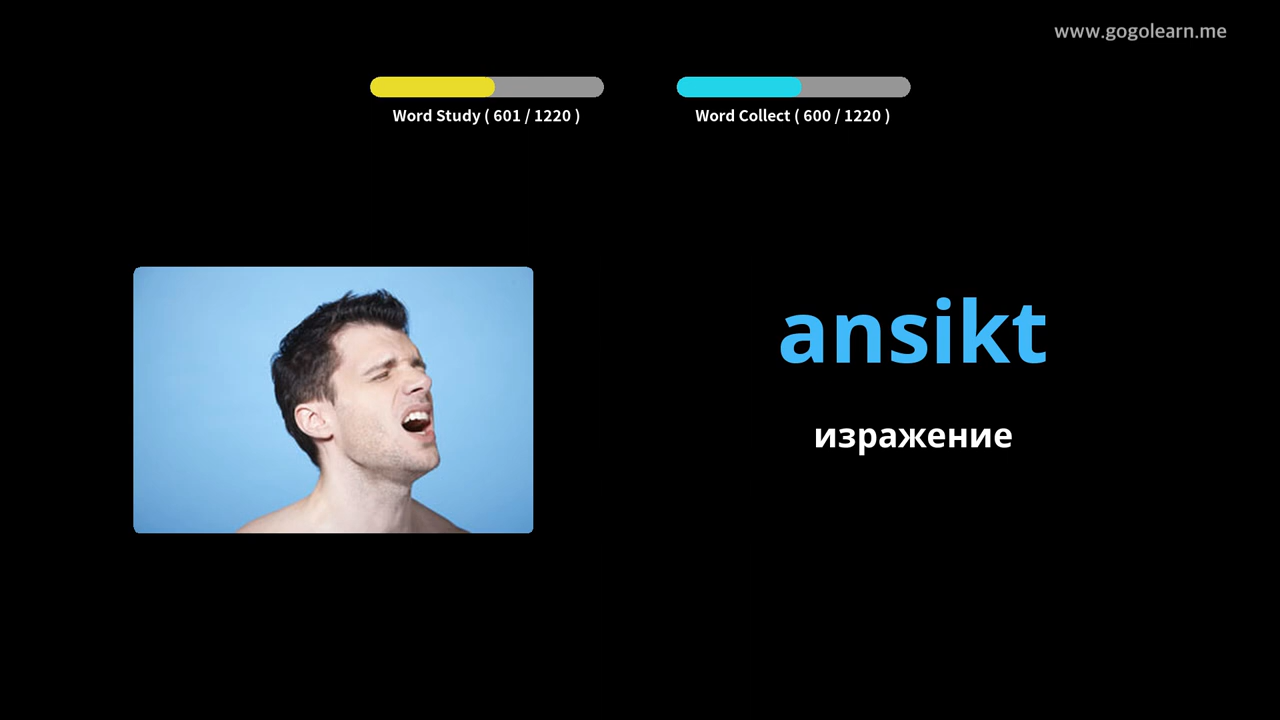 www.gogolearn.me
Word Study ( 601 / 1220 )
Word Collect ( 600 / 1220 )
ansikt
изражение